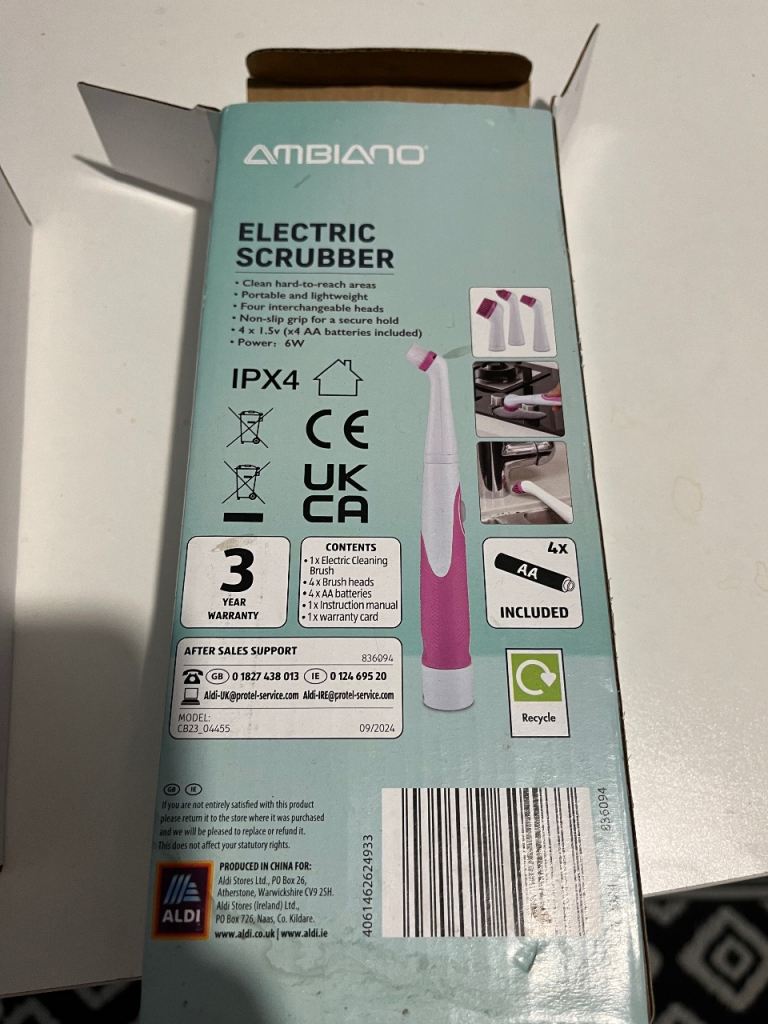 AMBIANO
ELECTRIC
SCRUBBER
• Clean hard-to-reach areas
• Portable and lightweight
• Four interchangeable heads
• Non-slip grip for a secure hold
• 4 x 1.5v (x4 AA batteries included)
• Power: 6W
IPX4
CE
UK
CA
3
YEAR
WARRANTY
CONTENTS
• 1 x Electric Cleaning
Brush
• 4 x Brush heads
• 4 x AA batteries
• 1 x Instruction manual
• 1 x warranty card
4X
AA
INCLUDED
AFTER SALES SUPPORT
836094
GB 0 1827 438 013 IE 0 124 695 20
Aldi-UK@protel-service.com Aldi-IRE@protel-service.com
MODEL:
CB23_04455 09/2024
Recycle
GB IE
If you are not entirely satisfied with this product
please return it to the store where it was purchased
and we will be pleased to replace or refund it.
This does not affect your statutory rights.
ALDI
PRODUCED IN CHINA FOR:
Aldi Stores Ltd., PO Box 26,
Atherstone, Warwickshire CV9 2SH.
Aldi Stores (Ireland) Ltd.,
PO Box 726, Naas, Co. Kildare.
www.aldi.co.uk | www.aldi.ie
4061462624933
836094